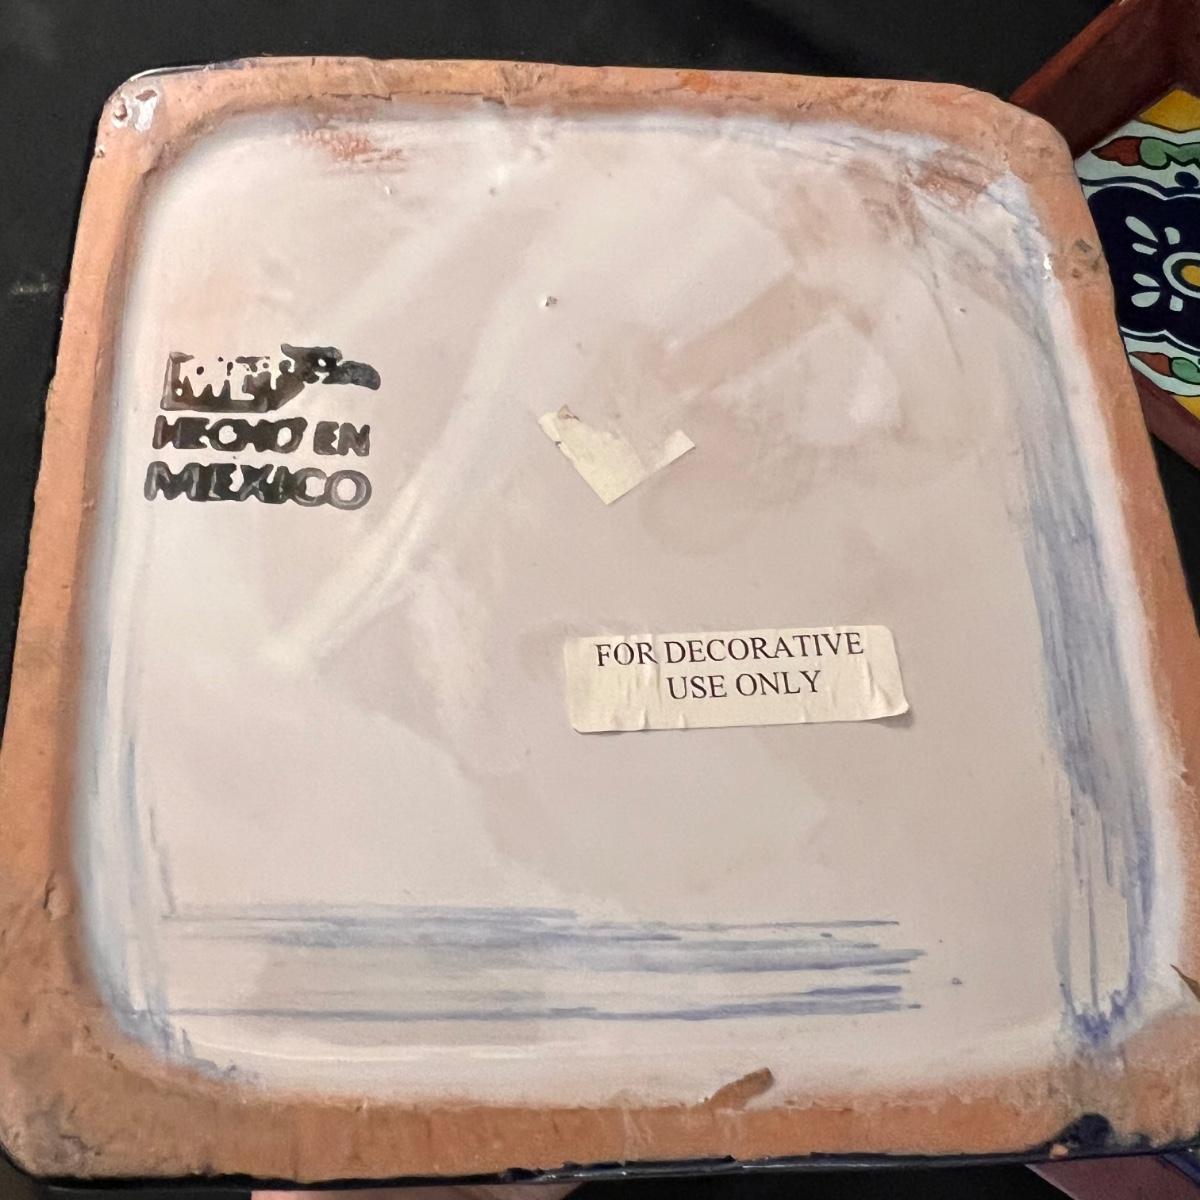 HECHO EN
MEXICO
FOR DECORATIVE
USE ONLY